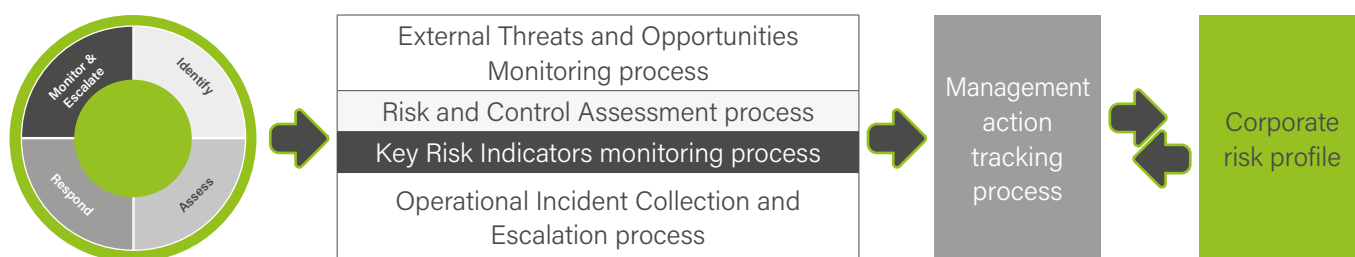 Monitor &
Escalate
Identify
Respond
Assess
External Threats and Opportunities
Monitoring process
Risk and Control Assessment process
Key Risk Indicators monitoring process
Operational Incident Collection and
Escalation process
Management
action
tracking
process
Corporate
risk profile